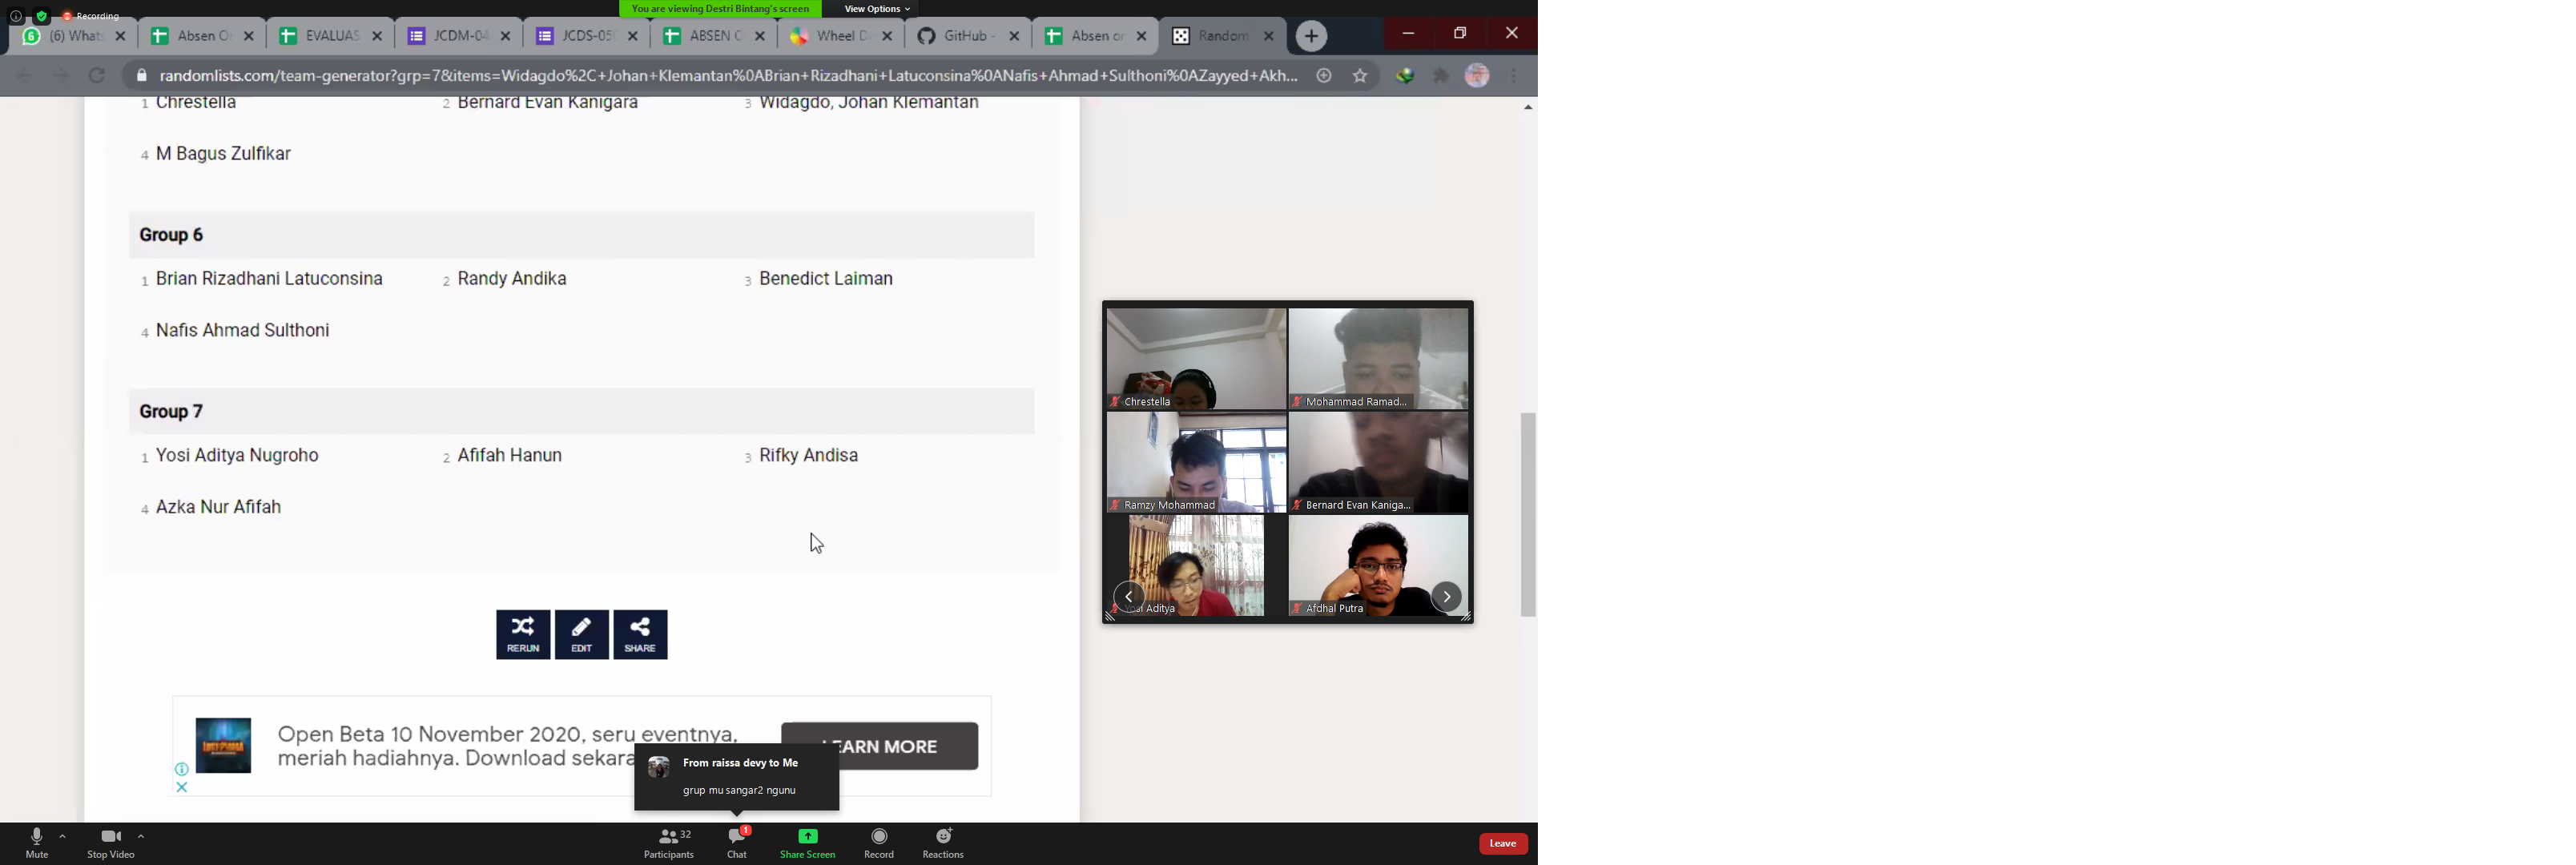 Recording
You are viewing Destri Bintang's screen
View Options
(6) Whats
Absen O
EVALUAS
JCDM-04
JCDS-05
ABSEN O
Wheel D
GitHub -
Absen or
Random
randomlists.com/team-generator?grp=7&items=Widagdo%2C+Johan+Klemantan%0ABrian+Rizadhani+Latuconsina%0ANafis+Ahmad+Sulthoni%0AZayyed+Akh...
1 Chrestella
2 Bernard Evan Kanigara
3 Widagdo, Johan Klemantan
4 M Bagus Zulfikar
Group 6
1 Brian Rizadhani Latuconsina
2 Randy Andika
3 Benedict Laiman
4 Nafis Ahmad Sulthoni
Group 7
1 Yosi Aditya Nugroho
2 Afifah Hanun
3 Rifky Andisa
4 Azka Nur Afifah
RERUN
EDIT
SHARE
Chrestella
Mohammad Ramad...
Ramzy Mohammad
Bernard Evan Kaniga...
Yosi Aditya
Afdhal Putra
Open Beta 10 November 2020, seru eventnya,
meriah hadiahnya. Download sekara
LEARN MORE
From raissa devy to Me
grup mu sangar2 ngunu
Mute
Stop Video
32
Participants
1
Chat
Share Screen
Record
Reactions
Leave